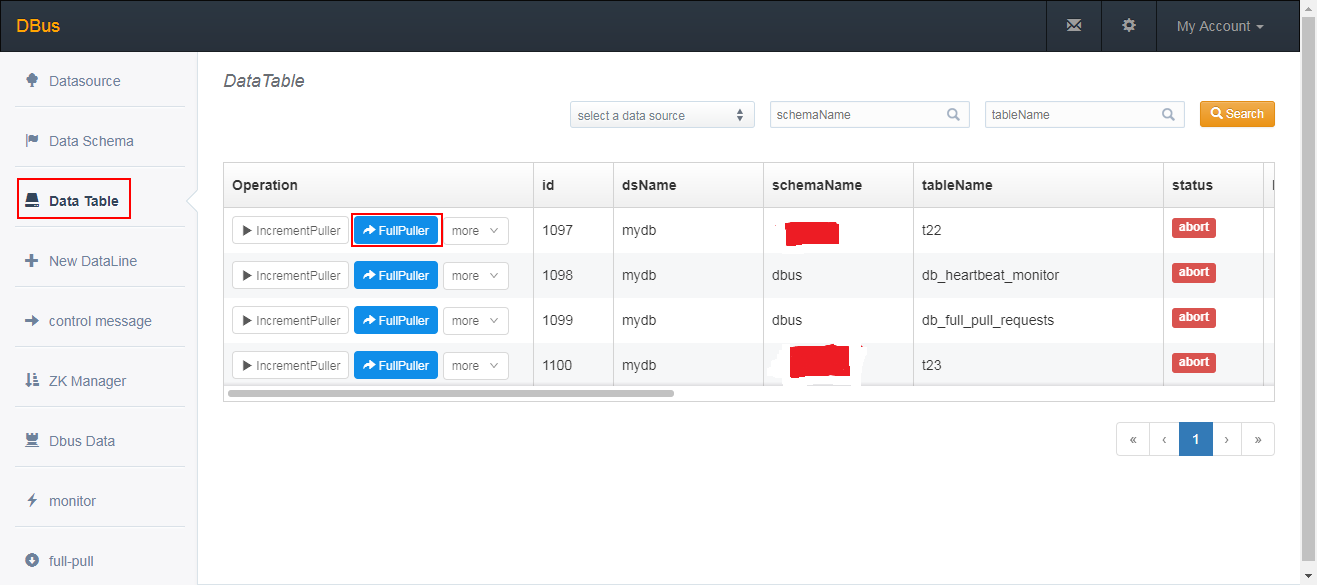 DBus
My Account
Datasource
Data Schema
Data Table
New DataLine
control message
ZK Manager
Dbus Data
monitor
full-pull
DataTable
select a data source schemaName tableName Search
Operation id dsName schemaName tableName status
IncrementPuller FullPuller more 1097 mydb t22 abort
IncrementPuller FullPuller more 1098 mydb dbus db_heartbeat_monitor abort
IncrementPuller FullPuller more 1099 mydb dbus db_full_pull_requests abort
IncrementPuller FullPuller more 1100 mydb t23 abort
« ‹ 1 › »